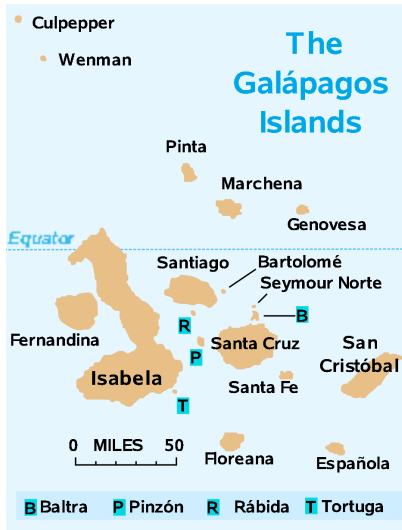 Culpepper
Wenman
The
Galápagos
Islands
Pinta
Marchena
Genovesa
Equator
Bartolomé
Santiago
Seymour Norte
R
B
Fernandina
P
Santa Cruz
San
Cristóbal
Isabela
Santa Fe
T
0 MILES 50
Floreana
Española
B Baltra P Pinzón R Rábida T Tortuga